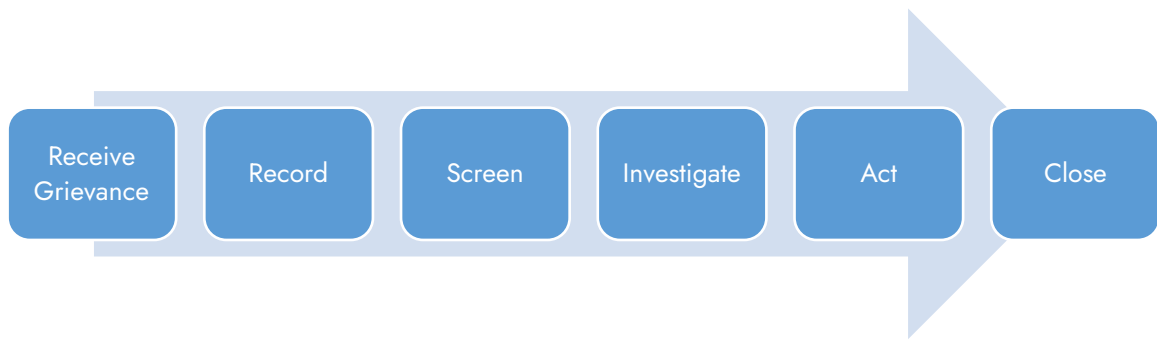 Receive
Grievance
Record
Screen
Investigate
Act
Close